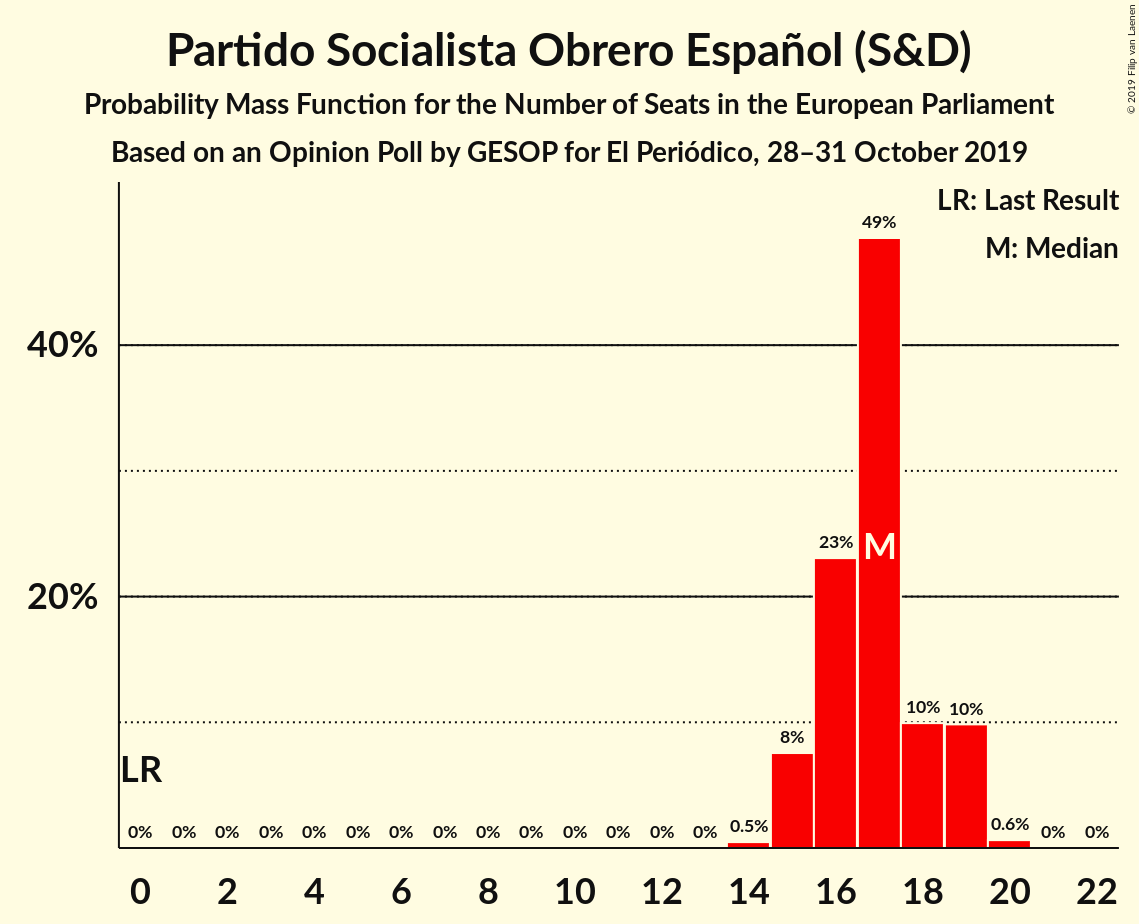 Partido Socialista Obrero Español (S&D)
Probability Mass Function for the Number of Seats in the European Parliament
Based on an Opinion Poll by GESOP for El Periódico, 28–31 October 2019
© 2019 Filip van Laenen
LR: Last Result
M: Median
49%
40%
23%
M
20%
10% 10%
8%
LR
0% 0% 0% 0% 0% 0% 0% 0% 0% 0% 0% 0% 0% 0% 0.5% 0.6% 0% 0%
0 2 4 6 8 10 12 14 16 18 20 22